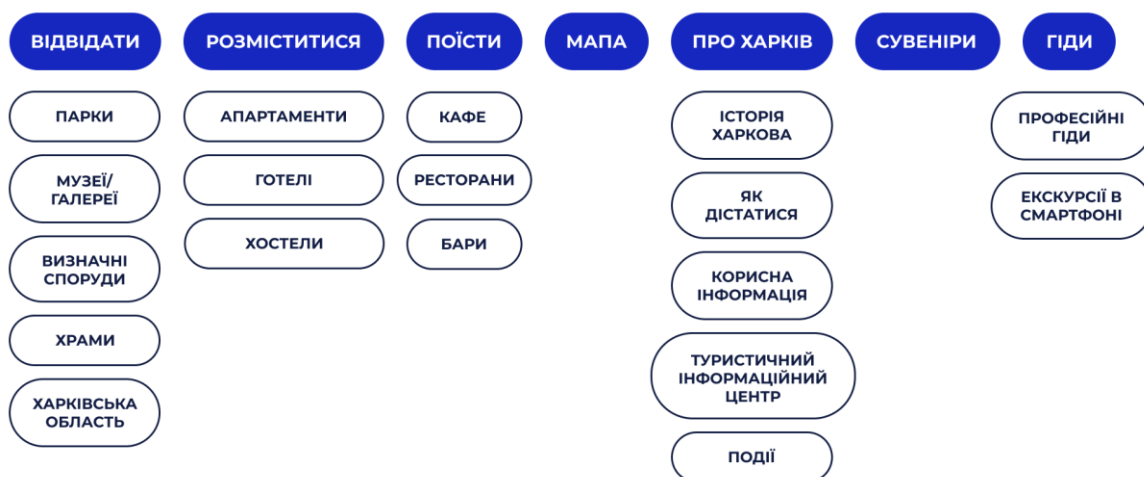 ВІДВІДАТИ
РОЗМІСТИТИСЯ
ПОЇСТИ
МАПА
ПРО ХАРКІВ
СУВЕНІРИ
ГІДИ
ПАРКИ
МУЗЕЇ/
ГАЛЕРЕЇ
ВИЗНАЧНІ
СПОРУДИ
ХРАМИ
ХАРКІВСЬКА
ОБЛАСТЬ
АПАРТАМЕНТИ
ГОТЕЛІ
ХОСТЕЛИ
КАФЕ
РЕСТОРАНИ
БАРИ
ІСТОРІЯ
ХАРКОВА
ЯК
ДІСТАТИСЯ
КОРИСНА
ІНФОРМАЦІЯ
ТУРИСТИЧНИЙ
ІНФОРМАЦІЙНИЙ
ЦЕНТР
ПОДІЇ
ПРОФЕСІЙНІ
ГІДИ
ЕКСКУРСІЇ В
СМАРТФОНІ